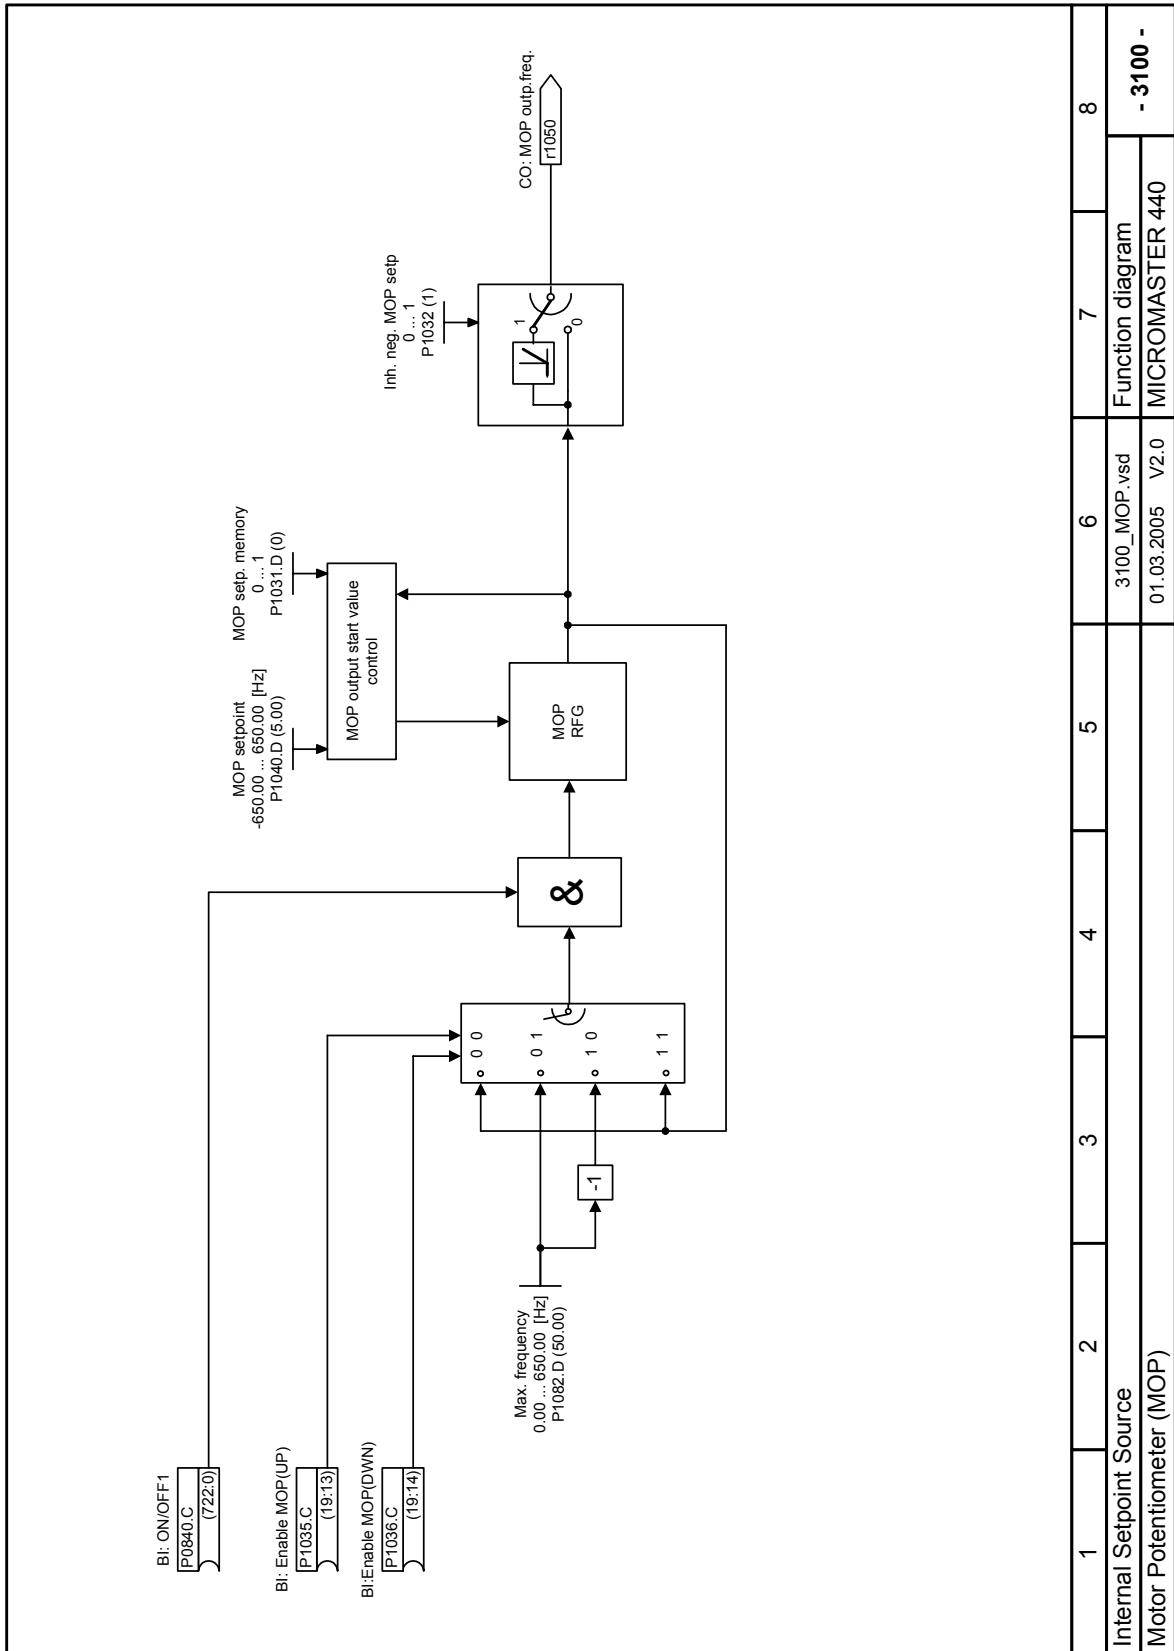 BI: ON/OFF1
P0840.C
(722:0)
BI: Enable MOP(UP)
P1035.C
(19:13)
BI:Enable MOP(DWN)
P1036.C
(19:14)
Max. frequency
0.00 ... 650.00 [Hz]
P1082.D (50.00)
-1
0 0
0 1
1 0
1 1
&
MOP setpoint
-650.00 ... 650.00 [Hz]
P1040.D (5.00)
MOP setp. memory
0 ... 1
P1031.D (0)
MOP output start value
control
MOP
RFG
Inh. neg. MOP setp
0 ... 1
P1032 (1)
1
0
CO: MOP outp.freq.
r1050
1 2 3 4 5 6 7 8
Internal Setpoint Source
3100_MOP.vsd
Function diagram
- 3100 -
Motor Potentiometer (MOP)
01.03.2005 V2.0
MICROMASTER 440